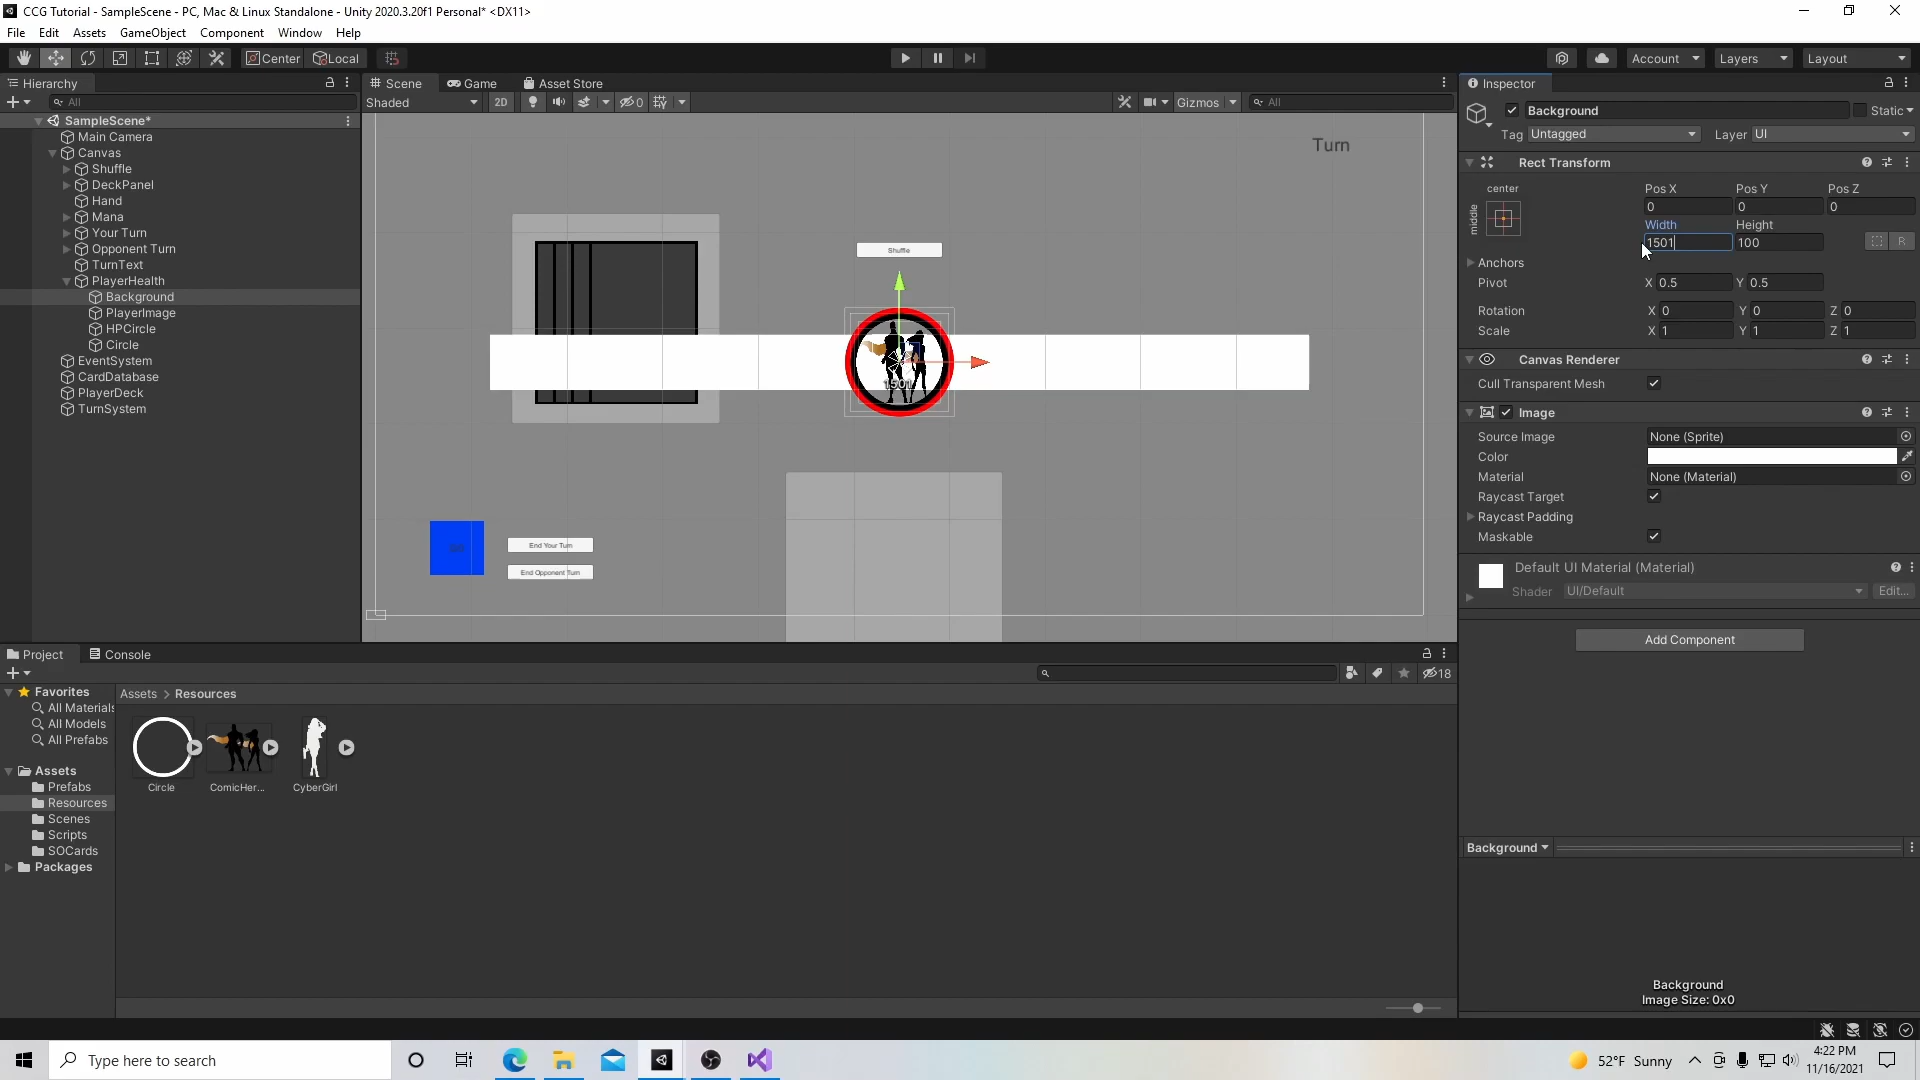 CCG Tutorial - SampleScene - PC, Mac & Linux Standalone - Unity 2020.3.20f1 Personal* <DX11>
File Edit Assets GameObject Component Window Help
Center Local Account Layers Layout
Hierarchy Scene Game Asset Store Inspector
All Shaded 2D 0 Gizmos All
Background Static
Tag Untagged Layer UI
SampleScene*
Main Camera
Canvas
Shuffle
DeckPanel
Hand
Mana
Your Turn
Opponent Turn
TurnText
PlayerHealth
Background
PlayerImage
HPCircle
Circle
EventSystem
CardDatabase
PlayerDeck
TurnSystem
Turn
Shuffle
1501
End Your Turn
End Opponent Turn
Rect Transform
center
middle
Pos X Pos Y Pos Z
0 0 0
Width Height
1501 100 R
Anchors
Pivot X 0.5 Y 0.5
Rotation X 0 Y 0 Z 0
Scale X 1 Y 1 Z 1
Canvas Renderer
Cull Transparent Mesh
Image
Source Image None (Sprite)
Color
Material None (Material)
Raycast Target
Raycast Padding
Maskable
Default UI Material (Material)
Shader UI/Default Edit...
Add Component
Project Console
18
Favorites
All Materials
All Models
All Prefabs
Assets
Prefabs
Resources
Scenes
Scripts
SOCards
Packages
Assets > Resources
Circle ComicHer... CyberGirl
Background
Background
Image Size: 0x0
Type here to search
52°F Sunny
4:22 PM
11/16/2021